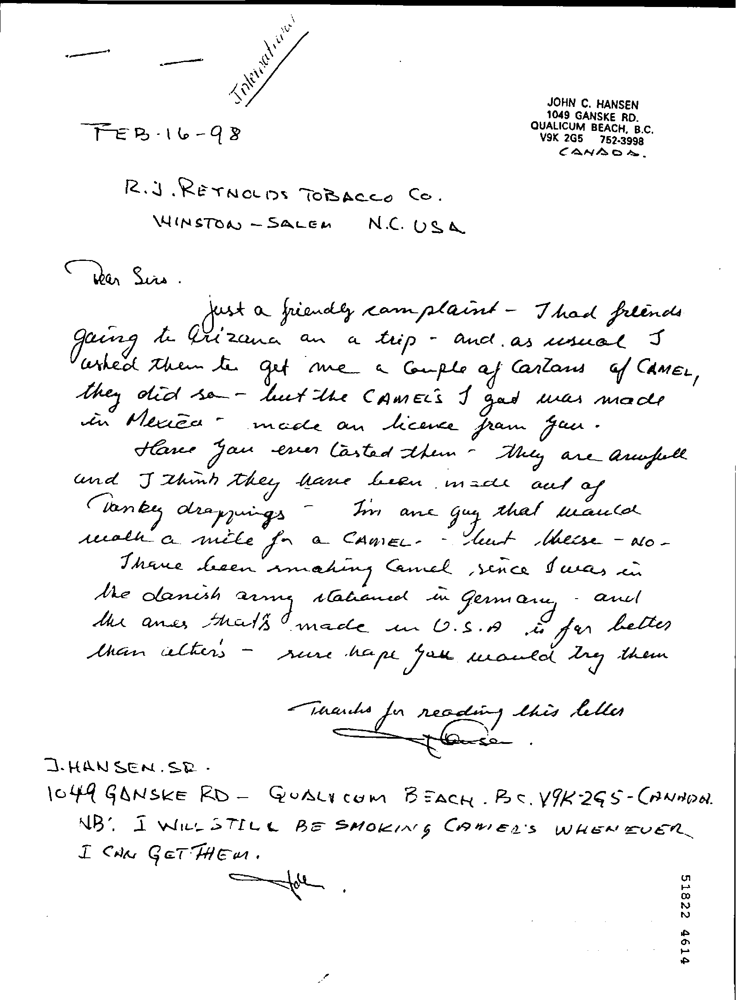 International
JOHN C. HANSEN
1049 GANSKE RD.
QUALICUM BEACH, B.C.
V9K 2G5 752-3998
CANADA.
FEB-16-98
R.J. REYNOLDS TOBACCO CO.
WINSTON-SALEM N.C. USA
Dear Sirs.
just a friendly complaint - I had freinds
going to Arizona on a trip - and as usual I
asked them to get me a couple of cartons of CAMEL,
they did so - but the CAMELS I got was made
in Mexico - made on licence from you.
Have you ever tasted them - they are awfull
and I think they have been made out of
Donkey droppings - I'm one guy that would
walk a mile for a CAMEL - but these - NO -
I have been smoking Camel, since I was in
the danish army stationed in Germany - and
the ones that's made in U.S.A is far better
than other's - sure hope you would try them
Thanks for reading this letter
J Hansen.
J. HANSEN. SR.
1049 GANSKE RD - QUALICUM BEACH. B.C. V9K-2G5-CANADA.
NB: I WILL STILL BE SMOKING CAMEL'S WHENEVER
I CAN GET THEM.
51822 4614